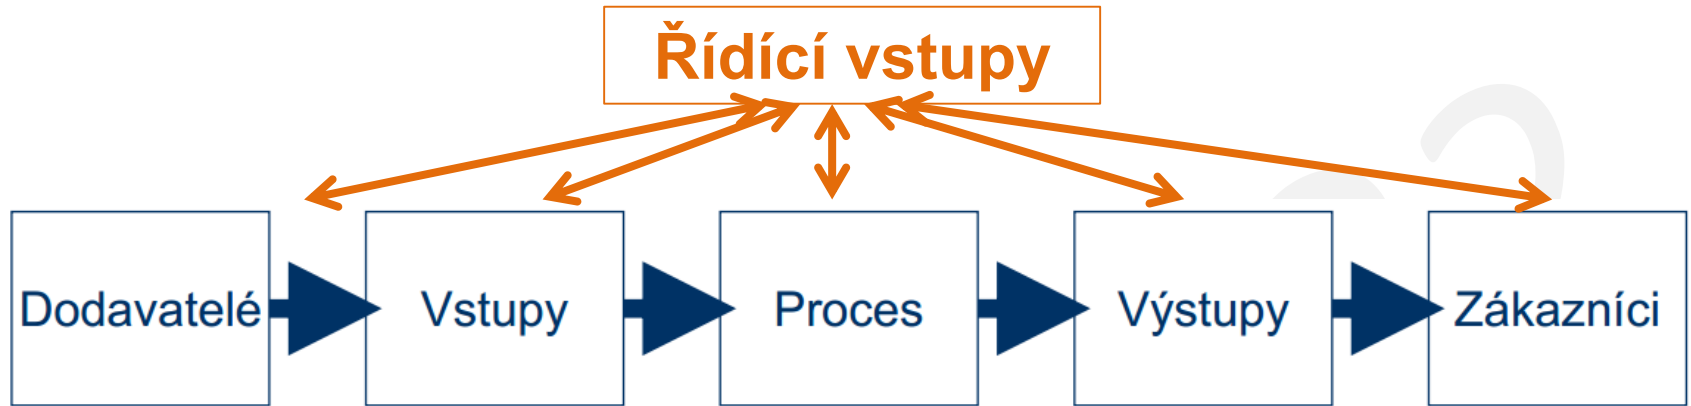 Řídící vstupy
Dodavatelé
Vstupy
Proces
Výstupy
Zákazníci